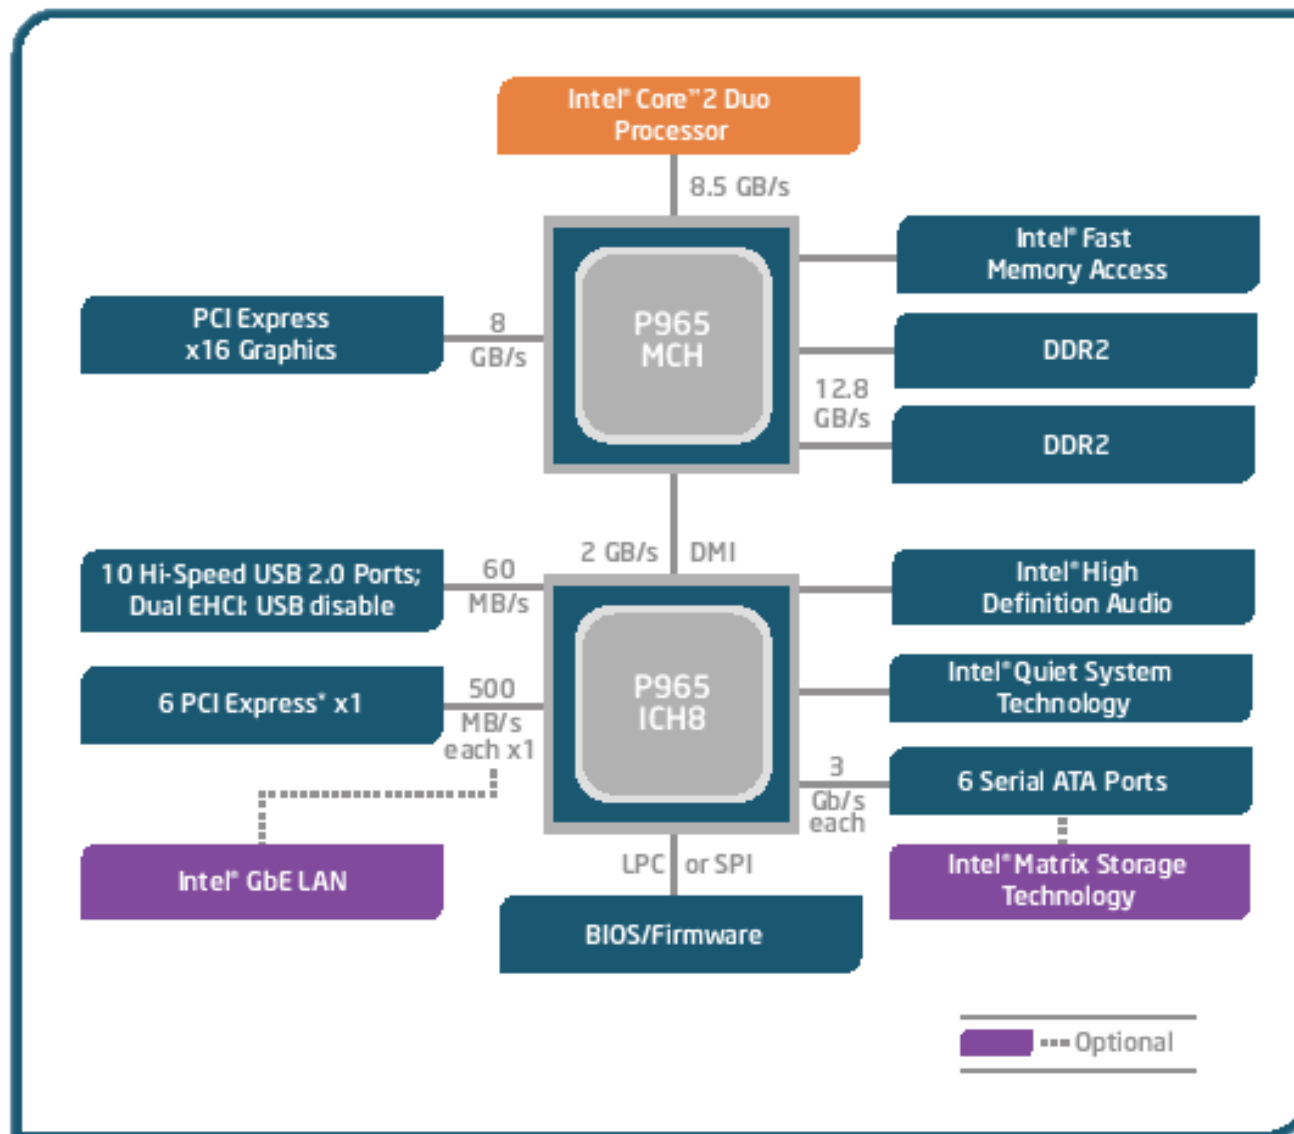 Intel® Core™2 Duo
Processor
8.5 GB/s
Intel® Fast
Memory Access
PCI Express
x16 Graphics
8
GB/s
P965
MCH
DDR2
12.8
GB/s
DDR2
2 GB/s
DMI
10 Hi-Speed USB 2.0 Ports;
Dual EHCI: USB disable
60
MB/s
Intel® High
Definition Audio
6 PCI Express* x1
500
MB/s
each x1
P965
ICH8
Intel® Quiet System
Technology
3
Gb/s
each
6 Serial ATA Ports
Intel® GbE LAN
LPC or SPI
Intel® Matrix Storage
Technology
BIOS/Firmware
Optional